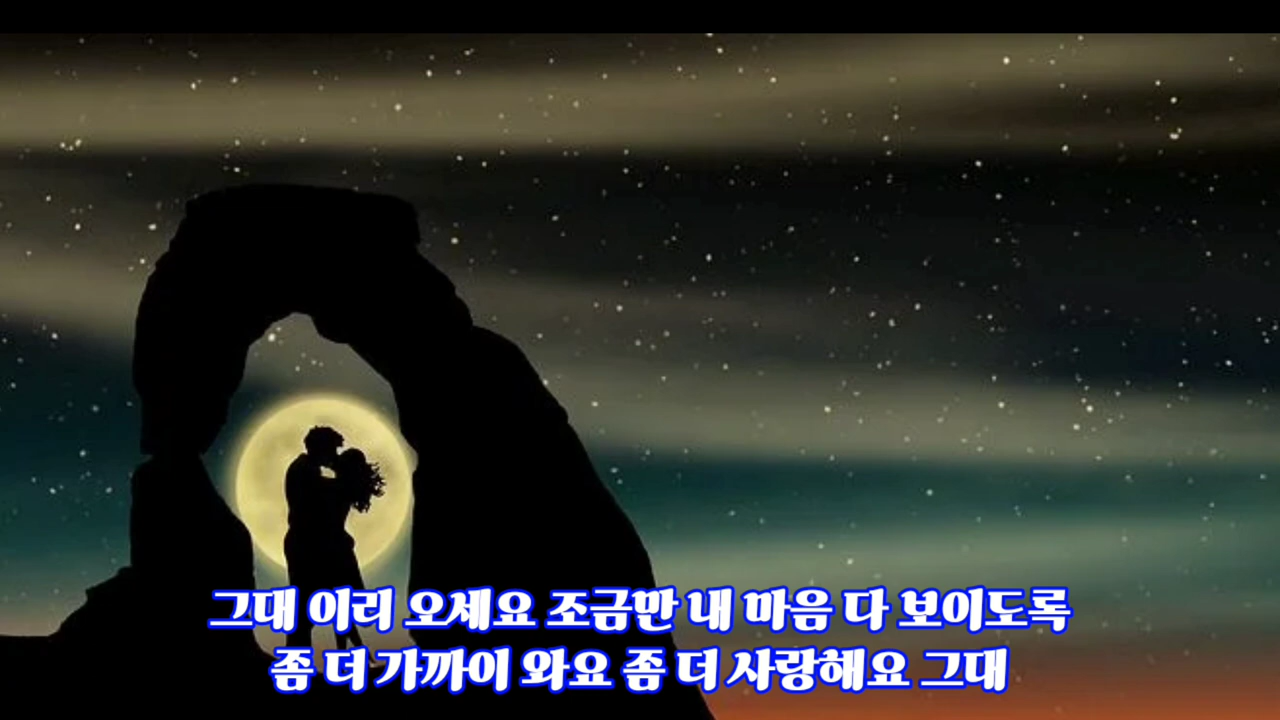 그대 이리 오세요 조금만 내 마음 다 보이도록
좀 더 가까이 와요 좀 더 사랑해요 그대